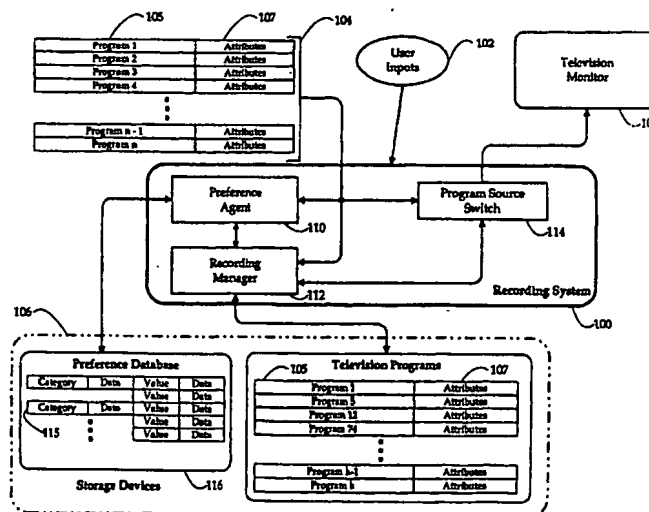 105
107
104
Program 1 Attributes
Program 2 Attributes
Program 3 Attributes
Program 4 Attributes
Program n - 1 Attributes
Program n Attributes
User
Inputs
102
Television
Monitor
10
Preference
Agent
110
Program Source
Switch
114
Recording
Manager
112
Recording System
100
106
Preference Database
Category Data Value Data
Value Data
Category Data Value Data
Value Data
Value Data
115
116
Storage Devices
105
Television Programs
107
Program 1 Attributes
Program 5 Attributes
Program 12 Attributes
Program 74 Attributes
Program k-1 Attributes
Program k Attributes